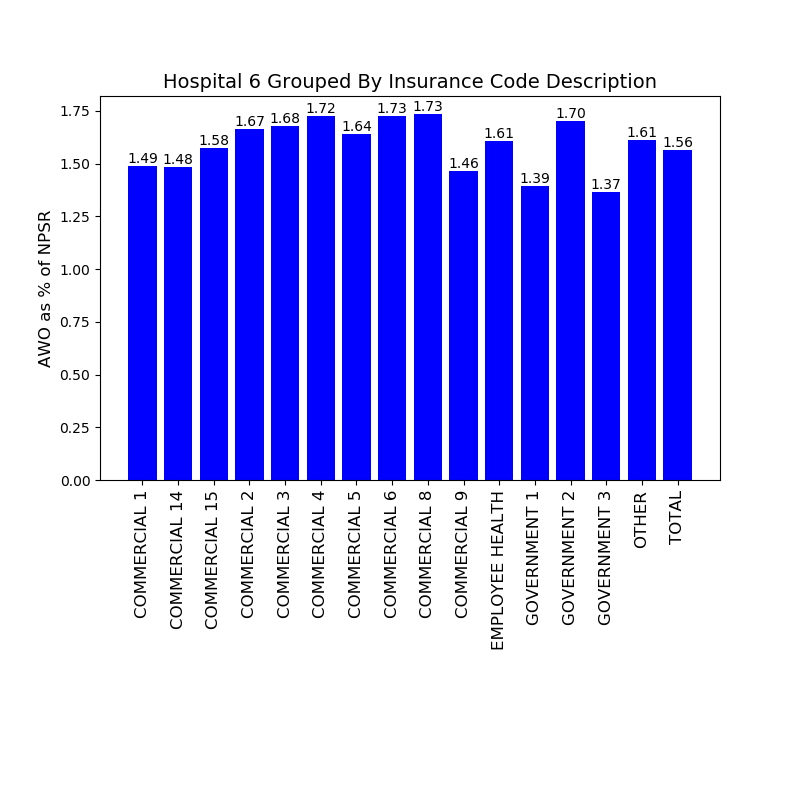 Hospital 6 Grouped By Insurance Code Description
AWO as % of NPSR
1.75
1.50
1.25
1.00
0.75
0.50
0.25
0.00
1.49
1.48
1.58
1.67
1.68
1.72
1.64
1.73
1.73
1.46
1.61
1.39
1.70
1.37
1.61
1.56
COMMERCIAL 1
COMMERCIAL 14
COMMERCIAL 15
COMMERCIAL 2
COMMERCIAL 3
COMMERCIAL 4
COMMERCIAL 5
COMMERCIAL 6
COMMERCIAL 8
COMMERCIAL 9
EMPLOYEE HEALTH
GOVERNMENT 1
GOVERNMENT 2
GOVERNMENT 3
OTHER
TOTAL